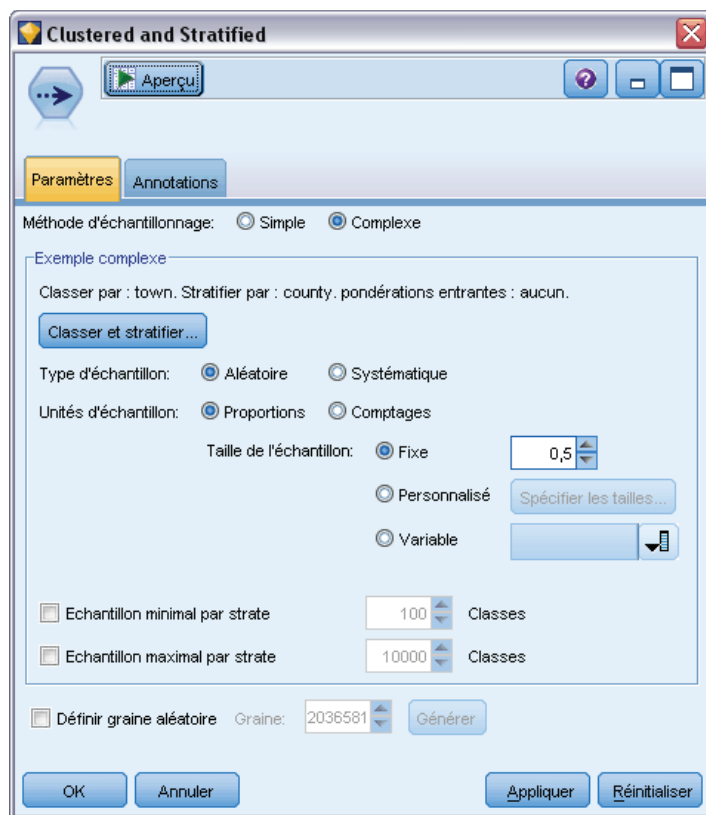 Clustered and Stratified
Aperçu
Paramètres Annotations
Méthode d'échantillonnage: Simple Complexe
Exemple complexe
Classer par : town. Stratifier par : county. pondérations entrantes : aucun.
Classer et stratifier...
Type d'échantillon: Aléatoire Systématique
Unités d'échantillon: Proportions Comptages
Taille de l'échantillon: Fixe 0,5
Personnalisé Spécifier les tailles...
Variable
Echantillon minimal par strate 100 Classes
Echantillon maximal par strate 10000 Classes
Définir graine aléatoire Graine: 2036581 Générer
OK Annuler Appliquer Réinitialiser